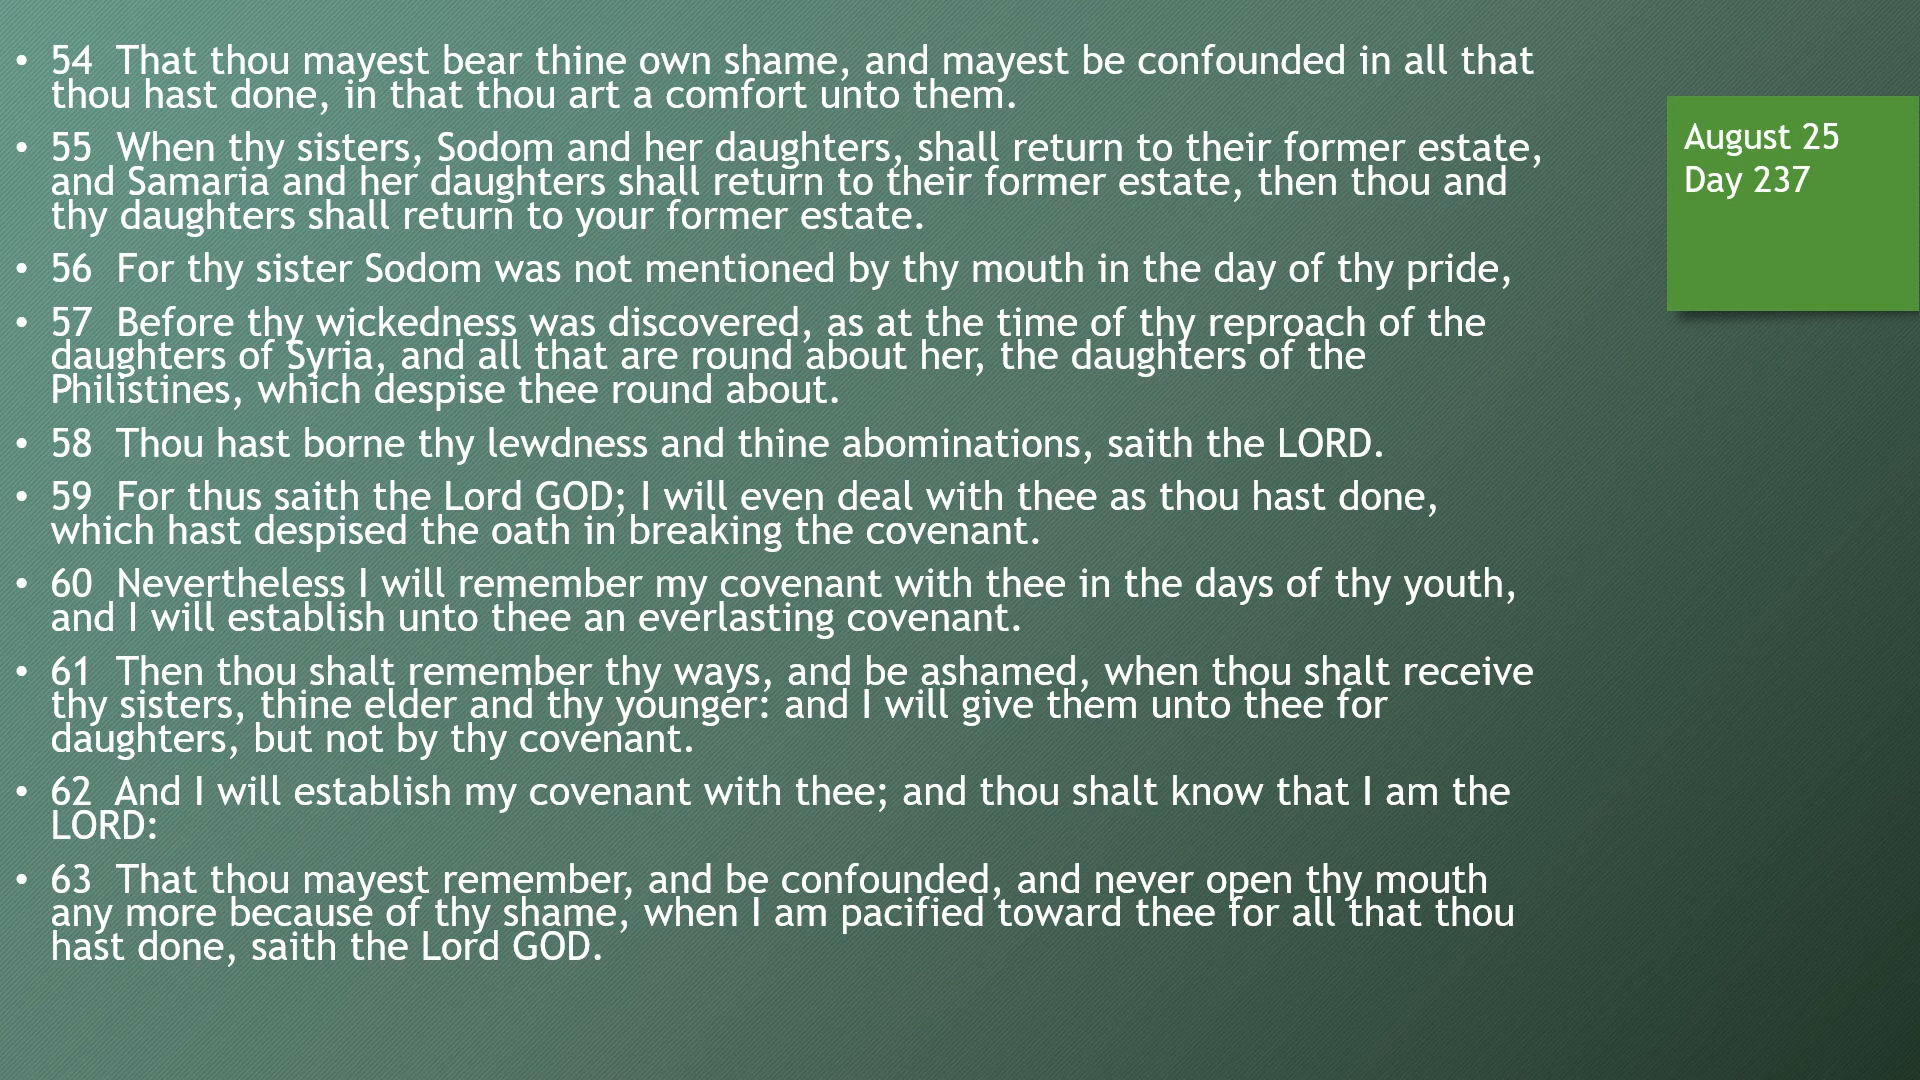 • 54  That thou mayest bear thine own shame, and mayest be confounded in all that
thou hast done, in that thou art a comfort unto them.
• 55  When thy sisters, Sodom and her daughters, shall return to their former estate,
and Samaria and her daughters shall return to their former estate, then thou and
thy daughters shall return to your former estate.
• 56  For thy sister Sodom was not mentioned by thy mouth in the day of thy pride,
• 57  Before thy wickedness was discovered, as at the time of thy reproach of the
daughters of Syria, and all that are round about her, the daughters of the
Philistines, which despise thee round about.
• 58  Thou hast borne thy lewdness and thine abominations, saith the LORD.
• 59  For thus saith the Lord GOD; I will even deal with thee as thou hast done,
which hast despised the oath in breaking the covenant.
• 60  Nevertheless I will remember my covenant with thee in the days of thy youth,
and I will establish unto thee an everlasting covenant.
• 61  Then thou shalt remember thy ways, and be ashamed, when thou shalt receive
thy sisters, thine elder and thy younger: and I will give them unto thee for
daughters, but not by thy covenant.
• 62  And I will establish my covenant with thee; and thou shalt know that I am the
LORD:
• 63  That thou mayest remember, and be confounded, and never open thy mouth
any more because of thy shame, when I am pacified toward thee for all that thou
hast done, saith the Lord GOD.
August 25
Day 237